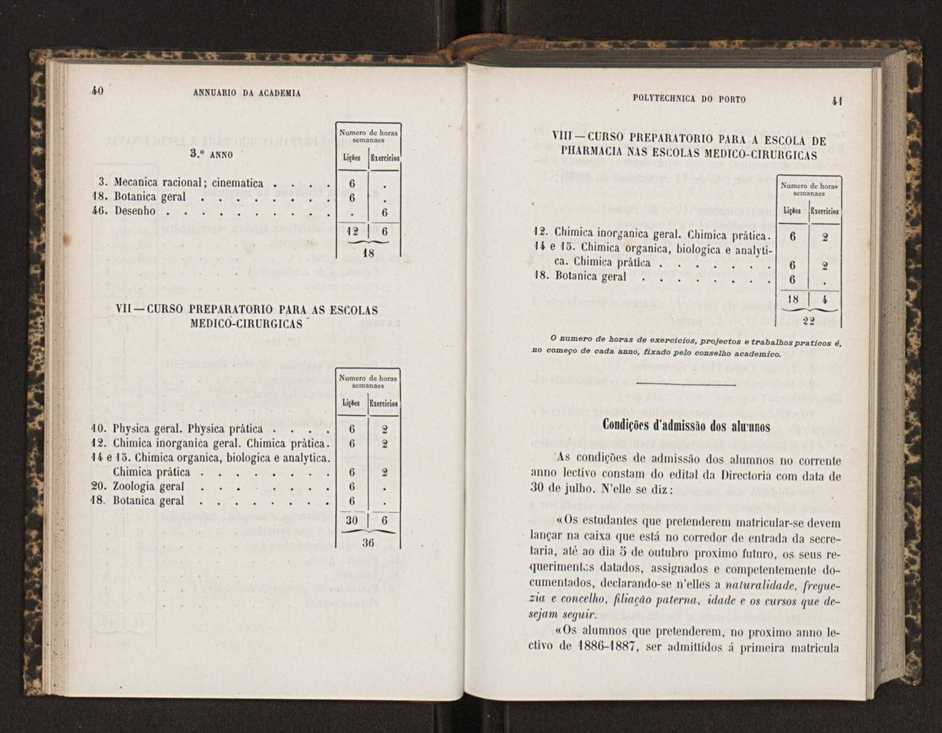 40
ANNUARIO DA ACADEMIA
Numero de horas
semanaes
3.º ANNO
Lições Exercicios
3. Mecanica racional; cinematica . . . . 6 .
18. Botanica geral . . . . . . . . 6 .
46. Desenho . . . . . . . . . . . 6
12 6
18
VII — CURSO PREPARATORIO PARA AS ESCOLAS
MEDICO-CIRURGICAS
Numero de horas
semanaes
Lições Exercicios
10. Physica geral. Physica prática . . . . 6 2
12. Chimica inorganica geral. Chimica prática. 6 2
14 e 15. Chimica organica, biologica e analytica.
Chimica prática . . . . . . . . 6 2
20. Zoologia geral . . . . . . . . 6 .
18. Botanica geral . . . . . . . . 6 .
30 6
36
POLYTECHNICA DO PORTO
41
VIII — CURSO PREPARATORIO PARA A ESCOLA DE
PHARMACIA NAS ESCOLAS MEDICO-CIRURGICAS
Numero de horas
semanaes
Lições Exercicios
12. Chimica inorganica geral. Chimica prática. 6 2
14 e 15. Chimica organica, biologica e analyti-
ca. Chimica prática . . . . . . . 6 2
18. Botanica geral . . . . . . . . 6 .
18 4
22
O numero de horas de exercicios, projectos e trabalhos praticos é,
no começo de cada anno, fixado pelo conselho academico.
Condições d'admissão dos alumnos
As condições de admissão dos alumnos no corrente
anno lectivo constam do edital da Directoria com data de
30 de julho. N'elle se diz:
«Os estudantes que pretenderem matricular-se devem
lançar na caixa que está no corredor de entrada da secre-
taria, até ao dia 5 de outubro proximo futuro, os seus re-
querimentos datados, assignados e competentemente do-
cumentados, declarando-se n'elles a naturalidade, fregue-
zia e concelho, filiação paterna, idade e os cursos que de-
sejam seguir.
«Os alumnos que pretenderem, no proximo anno le-
ctivo de 1886-1887, ser admittidos á primeira matricula